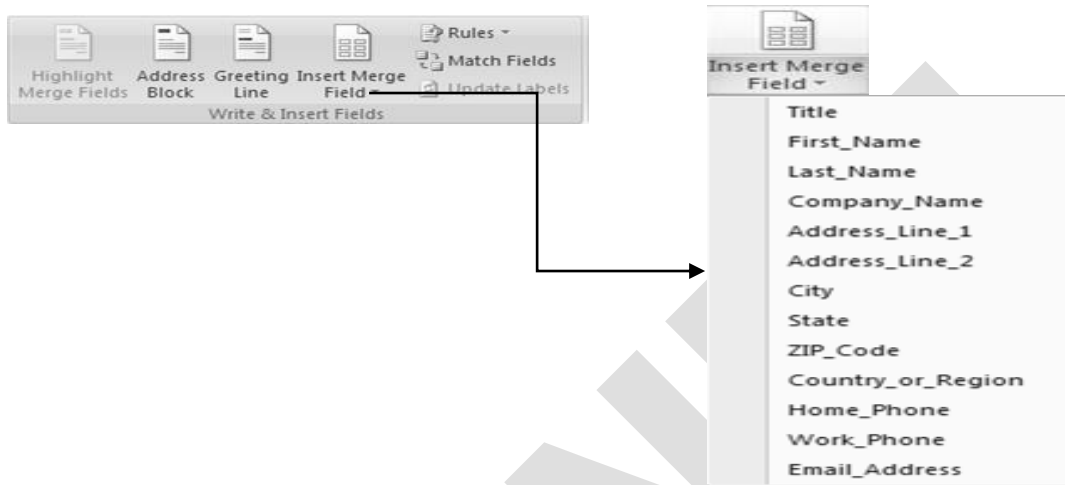 Highlight Merge Fields
Address Block
Greeting Line
Insert Merge Field
Rules
Match Fields
Update Labels
Write & Insert Fields
Insert Merge Field
Title
First_Name
Last_Name
Company_Name
Address_Line_1
Address_Line_2
City
State
ZIP_Code
Country_or_Region
Home_Phone
Work_Phone
Email_Address